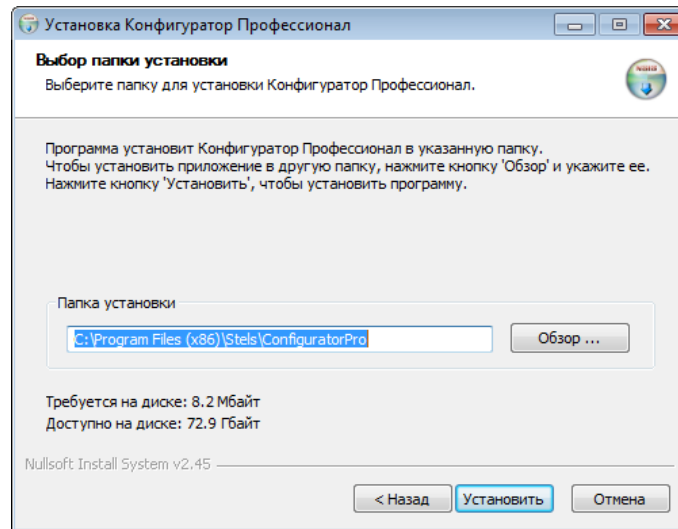 Установка Конфигуратор Профессионал
Выбор папки установки
Выберите папку для установки Конфигуратор Профессионал.
Программа установит Конфигуратор Профессионал в указанную папку.
Чтобы установить приложение в другую папку, нажмите кнопку 'Обзор' и укажите ее.
Нажмите кнопку 'Установить', чтобы установить программу.
Папка установки
C:\Program Files (x86)\Stels\ConfiguratorPro
Обзор ...
Требуется на диске: 8.2 Мбайт
Доступно на диске: 72.9 Гбайт
Nullsoft Install System v2.45
< Назад
Установить
Отмена